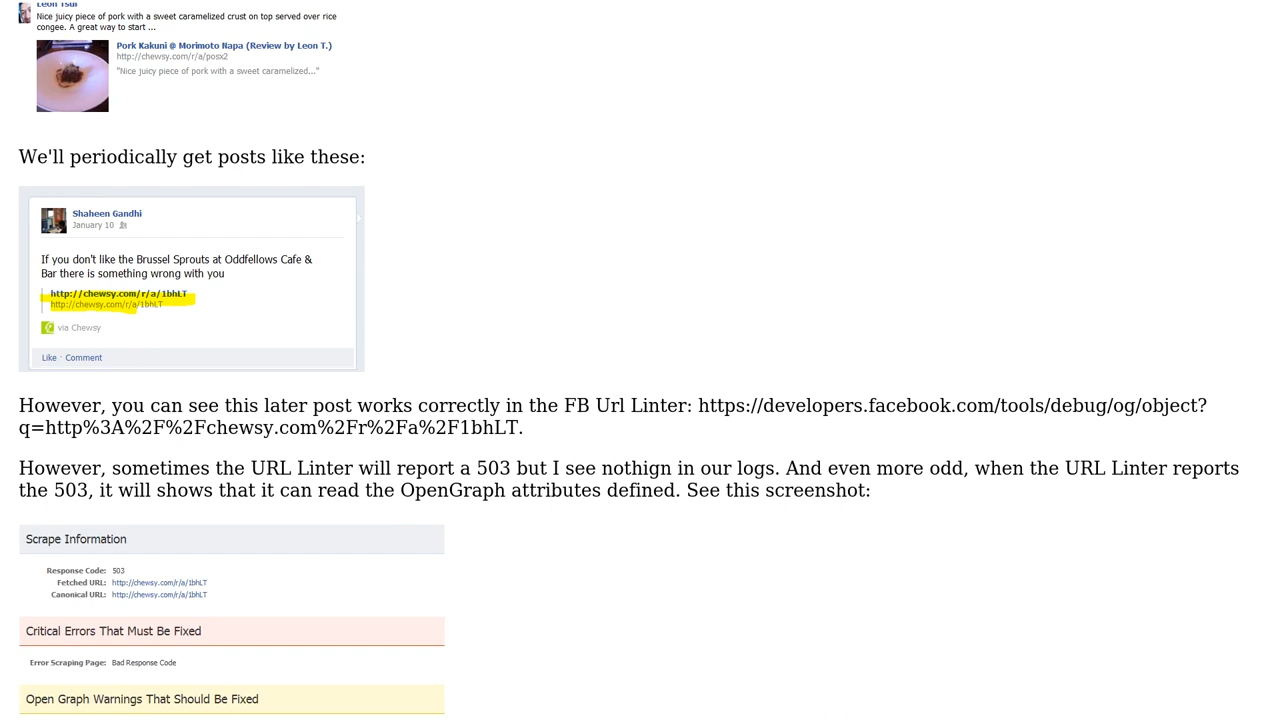 Leon Tsui
Nice juicy piece of pork with a sweet caramelized crust on top served over rice
congee. A great way to start ...
Pork Kakuni @ Morimoto Napa (Review by Leon T.)
http://chewsy.com/r/a/posx2
"Nice juicy piece of pork with a sweet caramelized..."
We'll periodically get posts like these:
Shaheen Gandhi
January 10
If you don't like the Brussel Sprouts at Oddfellows Cafe &
Bar there is something wrong with you
http://chewsy.com/r/a/1bhLT
http://chewsy.com/r/a/1bhLT
via Chewsy
Like · Comment
However, you can see this later post works correctly in the FB Url Linter: https://developers.facebook.com/tools/debug/og/object?
q=http%3A%2F%2Fchewsy.com%2Fr%2Fa%2F1bhLT.
However, sometimes the URL Linter will report a 503 but I see nothign in our logs. And even more odd, when the URL Linter reports
the 503, it will shows that it can read the OpenGraph attributes defined. See this screenshot:
Scrape Information
Response Code: 503
Fetched URL: http://chewsy.com/r/a/1bhLT
Canonical URL: http://chewsy.com/r/a/1bhLT
Critical Errors That Must Be Fixed
Error Scraping Page: Bad Response Code
Open Graph Warnings That Should Be Fixed